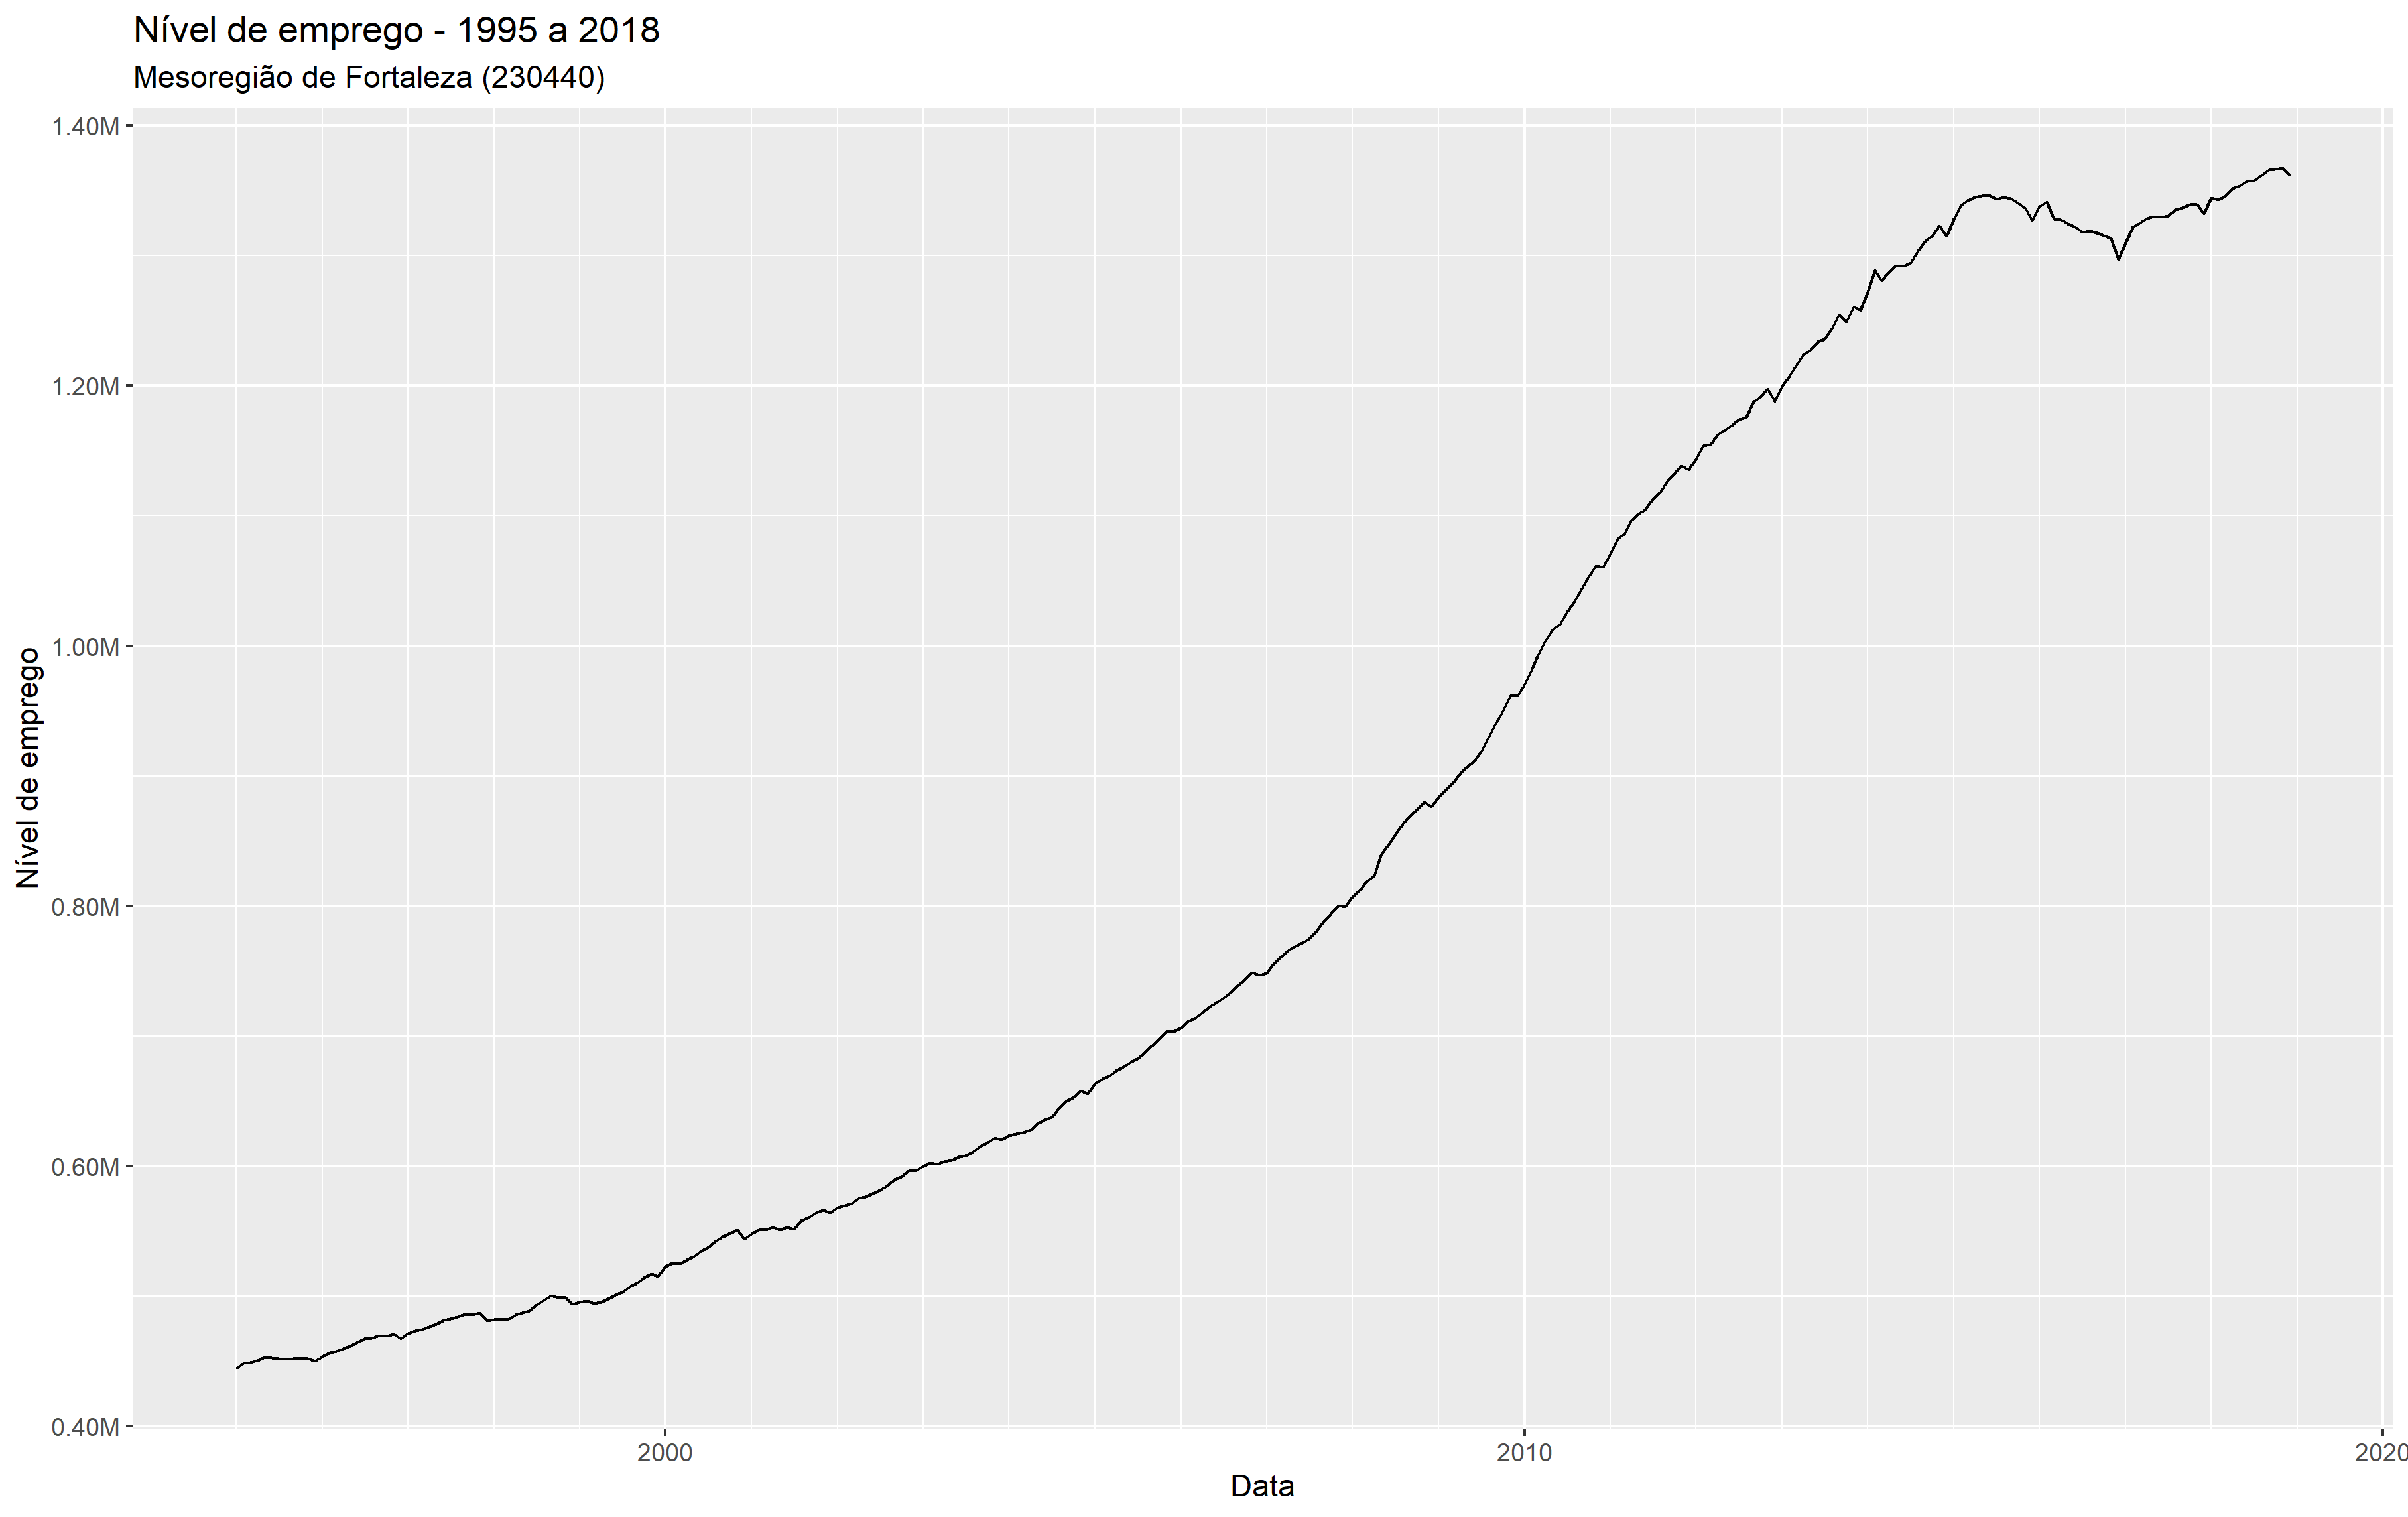 Nível de emprego - 1995 a 2018
Mesoregião de Fortaleza (230440)
1.40M
1.20M
1.00M
0.80M
0.60M
0.40M
Nível de emprego
2000
2010
2020
Data